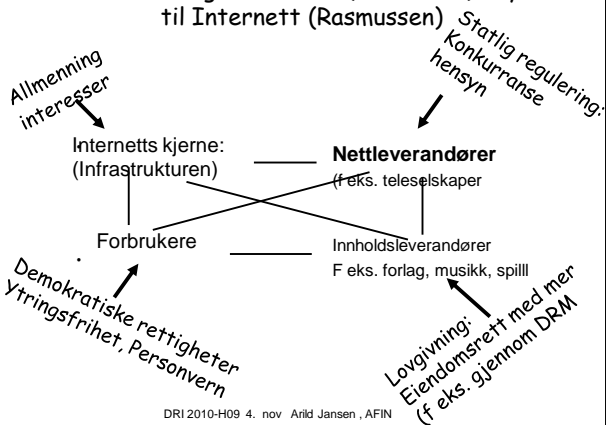 til Internett (Rasmussen)
Allmenning
interesser
Statlig regulering:
Konkurranse
hensyn
Internetts kjerne:
(Infrastrukturen)
Nettleverandører
(f eks. teleselskaper
Forbrukere
Innholdsleverandører
F eks. forlag, musikk, spilll
Demokratiske rettigheter
Ytringsfrihet, Personvern
Lovgivning:
Eiendomsrett med mer
(f eks. gjennom DRM
DRI 2010-H09 4. nov Arild Jansen , AFIN